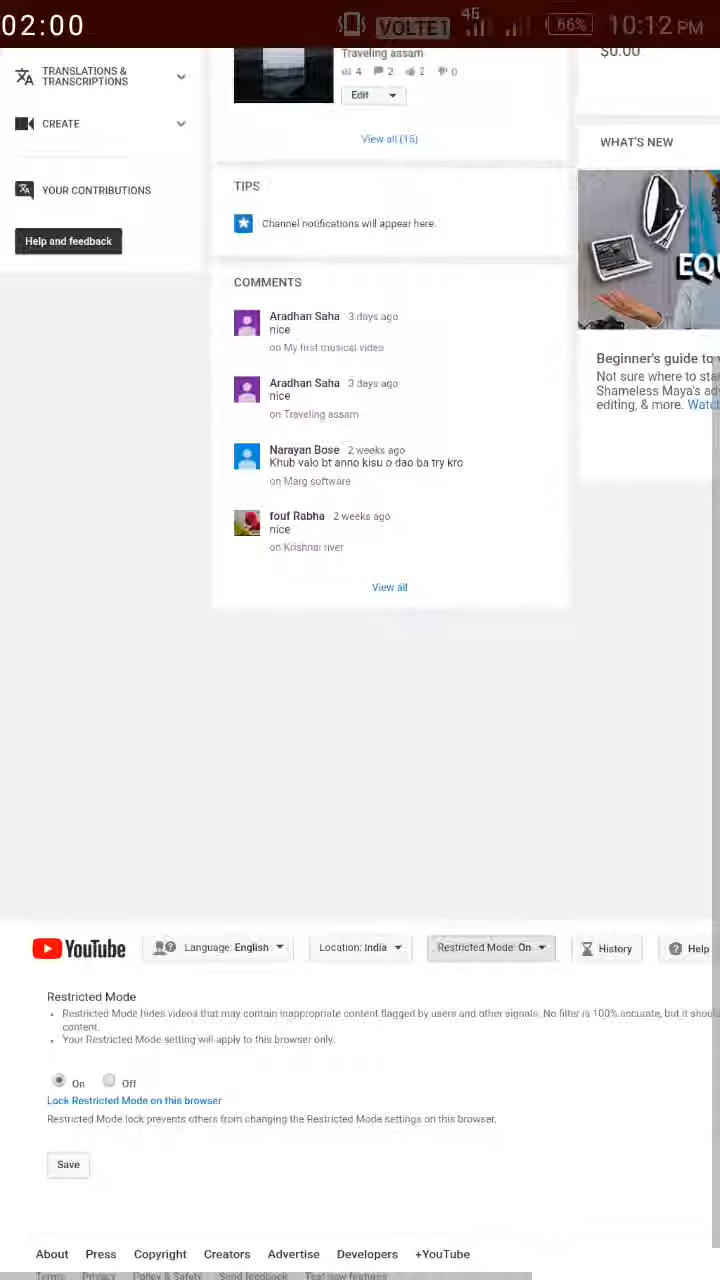 02:00
VOLTE1 4G 66% 10:12 PM
TRANSLATIONS &
TRANSCRIPTIONS
CREATE
YOUR CONTRIBUTIONS
Help and feedback
Traveling assam
4 2 2 0
Edit
View all (15)
TIPS
Channel notifications will appear here.
COMMENTS
Aradhan Saha 3 days ago
nice
on My first musical video
Aradhan Saha 3 days ago
nice
on Traveling assam
Narayan Bose 2 weeks ago
Khub valo bt anno kisu o dao ba try kro
on Marg software
fouf Rabha 2 weeks ago
nice
on Krishnai river
View all
$0.00
WHAT'S NEW
EQU
Beginner's guide to
Not sure where to star
Shameless Maya's adv
editing, & more. Watch
YouTube Language: English Location: India Restricted Mode: On History Help
Restricted Mode
Restricted Mode hides videos that may contain inappropriate content flagged by users and other signals. No filter is 100% accurate, but it shoul
content.
Your Restricted Mode setting will apply to this browser only.
On Off
Lock Restricted Mode on this browser
Restricted Mode lock prevents others from changing the Restricted Mode settings on this browser.
Save
About Press Copyright Creators Advertise Developers +YouTube
Terms Privacy Policy & Safety Send feedback Test new features